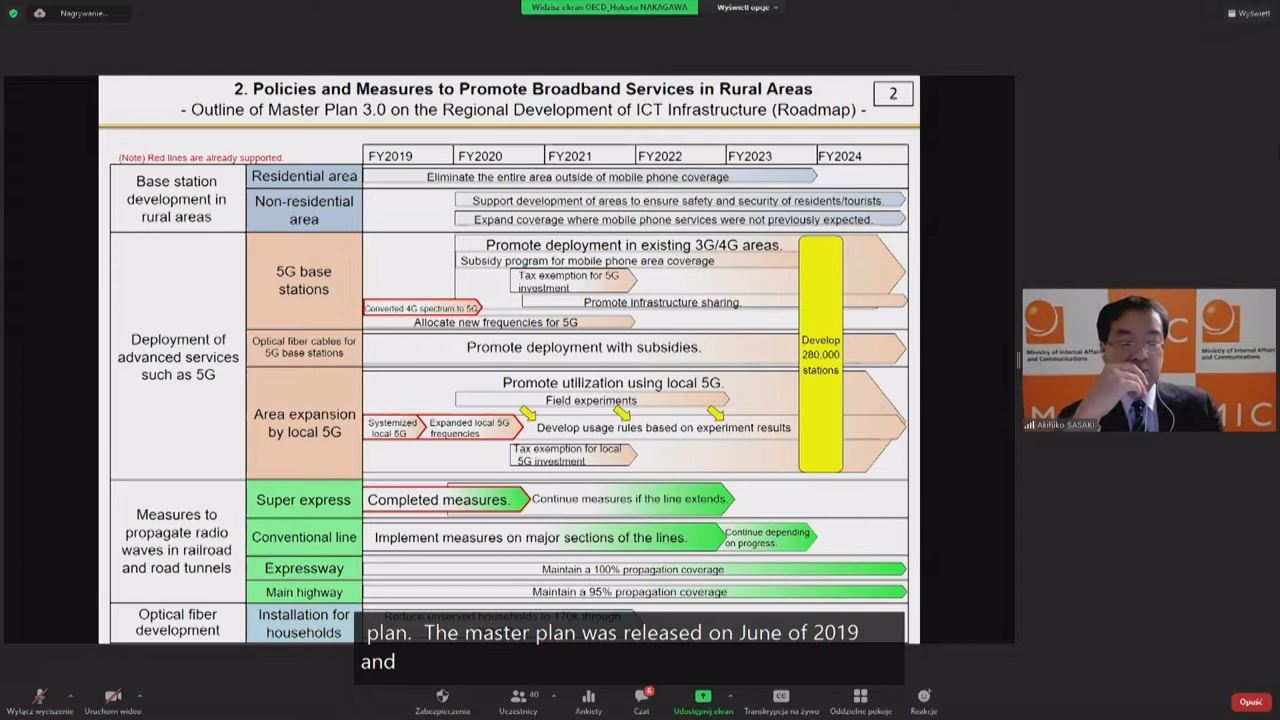 Nagrywanie...
Widzisz ekran OECD_Hokuto NAKAGAWA
Wyświetl opcje
Wyświetl
2. Policies and Measures to Promote Broadband Services in Rural Areas
- Outline of Master Plan 3.0 on the Regional Development of ICT Infrastructure (Roadmap) -
2
(Note) Red lines are already supported.
FY2019 FY2020 FY2021 FY2022 FY2023 FY2024
Base station
development in
rural areas
Residential area
Eliminate the entire area outside of mobile phone coverage
Non-residential
area
Support development of areas to ensure safety and security of residents/tourists.
Expand coverage where mobile phone services were not previously expected.
Deployment of
advanced services
such as 5G
5G base
stations
Promote deployment in existing 3G/4G areas.
Subsidy program for mobile phone area coverage
Tax exemption for 5G
investment
Promote infrastructure sharing.
Converted 4G spectrum to 5G
Allocate new frequencies for 5G
Optical fiber cables for
5G base stations
Promote deployment with subsidies.
Develop
280,000
stations
Area expansion
by local 5G
Promote utilization using local 5G.
Field experiments
Systemized
local 5G
Expanded local 5G
frequencies
Develop usage rules based on experiment results
Tax exemption for local
5G investment
Measures to
propagate radio
waves in railroad
and road tunnels
Super express
Completed measures.
Continue measures if the line extends.
Conventional line
Implement measures on major sections of the lines.
Continue depending
on progress.
Expressway
Maintain a 100% propagation coverage
Main highway
Maintain a 95% propagation coverage
Optical fiber
development
Installation for
households
Reduce unserved households to 170k through
plan. The master plan was released on June of 2019
and
Ministry of Internal Affairs
and Communications
Ministry of Internal Affairs
and Communications
M
MIC
Akihiko SASAKI
Wyłącz wyciszenie
Uruchom wideo
Zabezpieczenia
40
Uczestnicy
Ankiety
6
Czat
Udostępnij ekran
CC
Transkrypcja na żywo
Oddzielne pokoje
Reakcje
Opuść